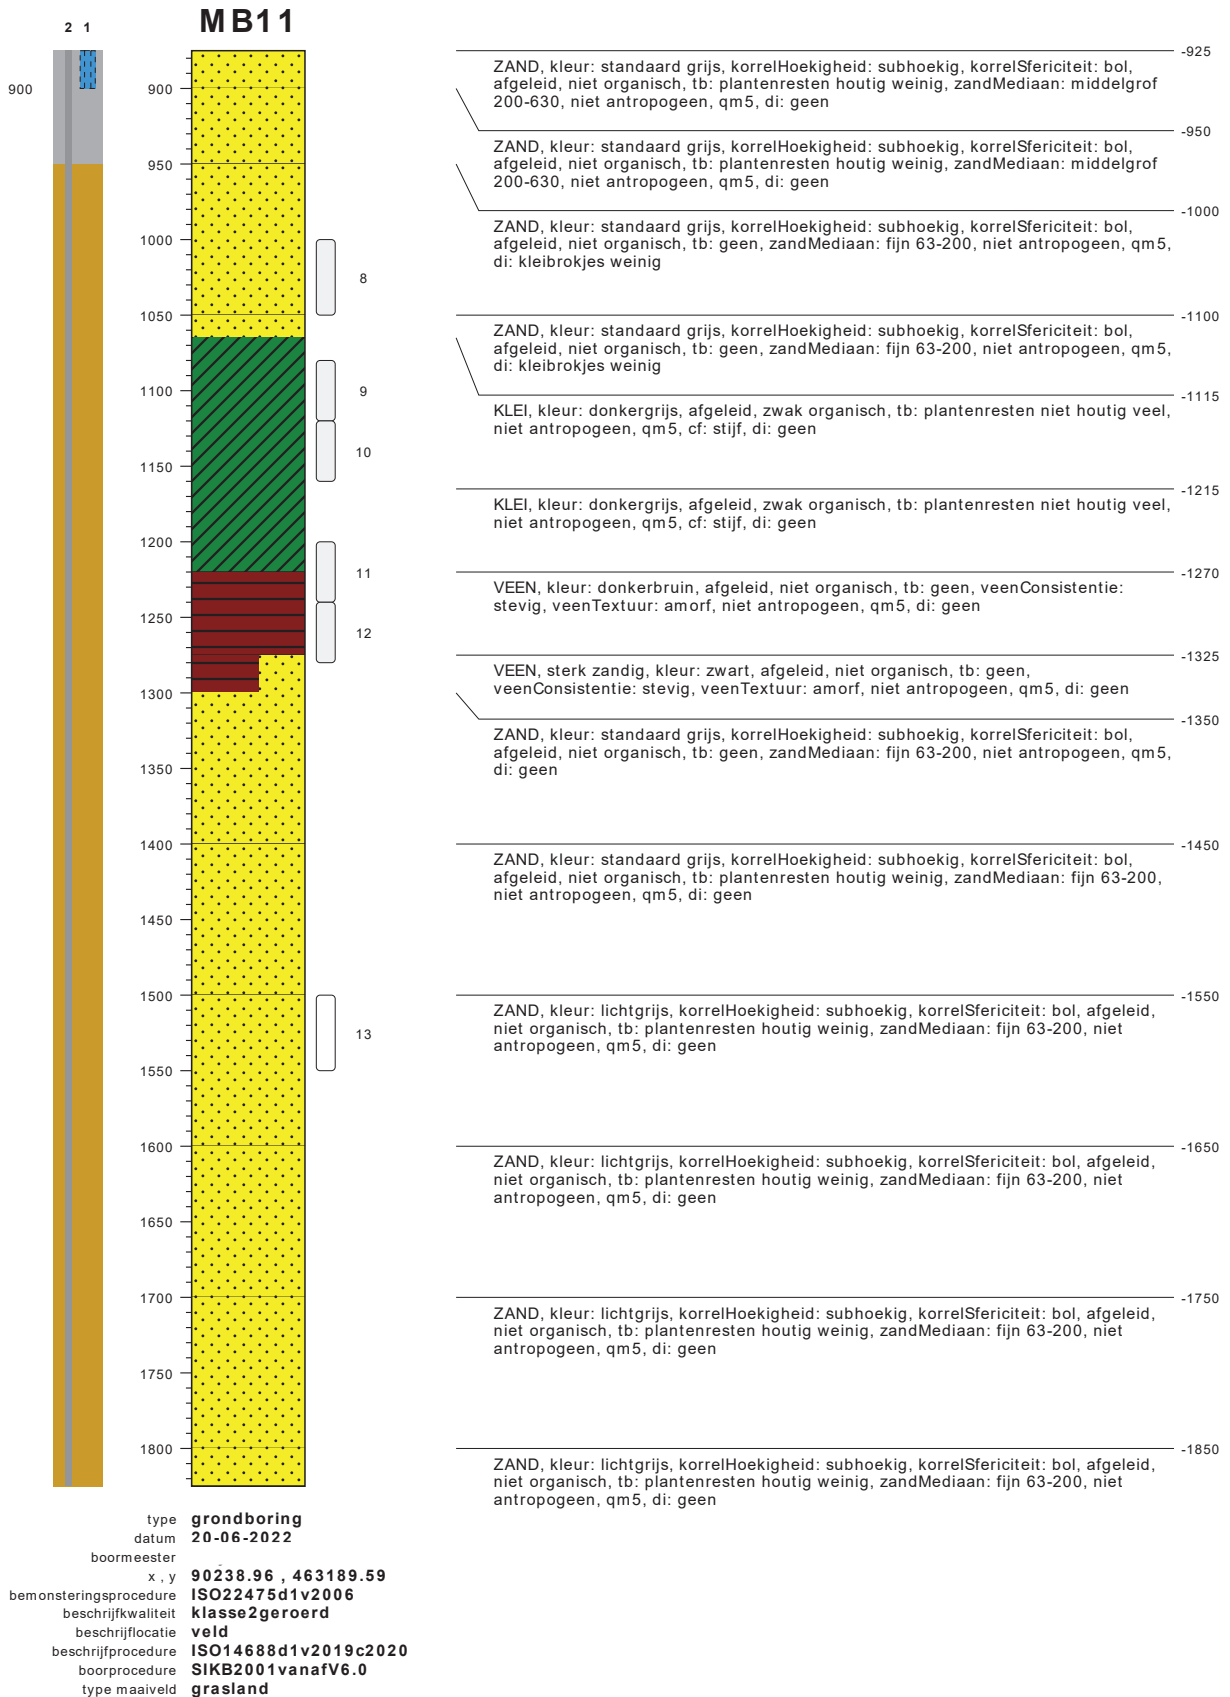 MB11
2 1
900
900
950
1000
1050
1100
1150
1200
1250
1300
1350
1400
1450
1500
1550
1600
1650
1700
1750
1800
8
9
10
11
12
13
-925
ZAND, kleur: standaard grijs, korrelHoekigheid: subhoekig, korrelSfericiteit: bol,
afgeleid, niet organisch, tb: plantenresten houtig weinig, zandMediaan: middelgrof
200-630, niet antropogeen, qm5, di: geen
-950
ZAND, kleur: standaard grijs, korrelHoekigheid: subhoekig, korrelSfericiteit: bol,
afgeleid, niet organisch, tb: plantenresten houtig weinig, zandMediaan: middelgrof
200-630, niet antropogeen, qm5, di: geen
-1000
ZAND, kleur: standaard grijs, korrelHoekigheid: subhoekig, korrelSfericiteit: bol,
afgeleid, niet organisch, tb: geen, zandMediaan: fijn 63-200, niet antropogeen, qm5,
di: kleibrokjes weinig
-1100
ZAND, kleur: standaard grijs, korrelHoekigheid: subhoekig, korrelSfericiteit: bol,
afgeleid, niet organisch, tb: geen, zandMediaan: fijn 63-200, niet antropogeen, qm5,
di: kleibrokjes weinig
-1115
KLEI, kleur: donkergrijs, afgeleid, zwak organisch, tb: plantenresten niet houtig veel,
niet antropogeen, qm5, cf: stijf, di: geen
-1215
KLEI, kleur: donkergrijs, afgeleid, zwak organisch, tb: plantenresten niet houtig veel,
niet antropogeen, qm5, cf: stijf, di: geen
-1270
VEEN, kleur: donkerbruin, afgeleid, niet organisch, tb: geen, veenConsistentie:
stevig, veenTextuur: amorf, niet antropogeen, qm5, di: geen
-1325
VEEN, sterk zandig, kleur: zwart, afgeleid, niet organisch, tb: geen,
veenConsistentie: stevig, veenTextuur: amorf, niet antropogeen, qm5, di: geen
-1350
ZAND, kleur: standaard grijs, korrelHoekigheid: subhoekig, korrelSfericiteit: bol,
afgeleid, niet organisch, tb: geen, zandMediaan: fijn 63-200, niet antropogeen, qm5,
di: geen
-1450
ZAND, kleur: standaard grijs, korrelHoekigheid: subhoekig, korrelSfericiteit: bol,
afgeleid, niet organisch, tb: plantenresten houtig weinig, zandMediaan: fijn 63-200,
niet antropogeen, qm5, di: geen
-1550
ZAND, kleur: lichtgrijs, korrelHoekigheid: subhoekig, korrelSfericiteit: bol, afgeleid,
niet organisch, tb: plantenresten houtig weinig, zandMediaan: fijn 63-200, niet
antropogeen, qm5, di: geen
-1650
ZAND, kleur: lichtgrijs, korrelHoekigheid: subhoekig, korrelSfericiteit: bol, afgeleid,
niet organisch, tb: plantenresten houtig weinig, zandMediaan: fijn 63-200, niet
antropogeen, qm5, di: geen
-1750
ZAND, kleur: lichtgrijs, korrelHoekigheid: subhoekig, korrelSfericiteit: bol, afgeleid,
niet organisch, tb: plantenresten houtig weinig, zandMediaan: fijn 63-200, niet
antropogeen, qm5, di: geen
-1850
ZAND, kleur: lichtgrijs, korrelHoekigheid: subhoekig, korrelSfericiteit: bol, afgeleid,
niet organisch, tb: plantenresten houtig weinig, zandMediaan: fijn 63-200, niet
antropogeen, qm5, di: geen
type grondboring
datum 20-06-2022
boormeester
x , y 90238.96 , 463189.59
bemonsteringsprocedure ISO22475d1v2006
beschrijfkwaliteit klasse2geroerd
beschrijflocatie veld
beschrijfprocedure ISO14688d1v2019c2020
boorprocedure SIKB2001vanafV6.0
type maaiveld grasland